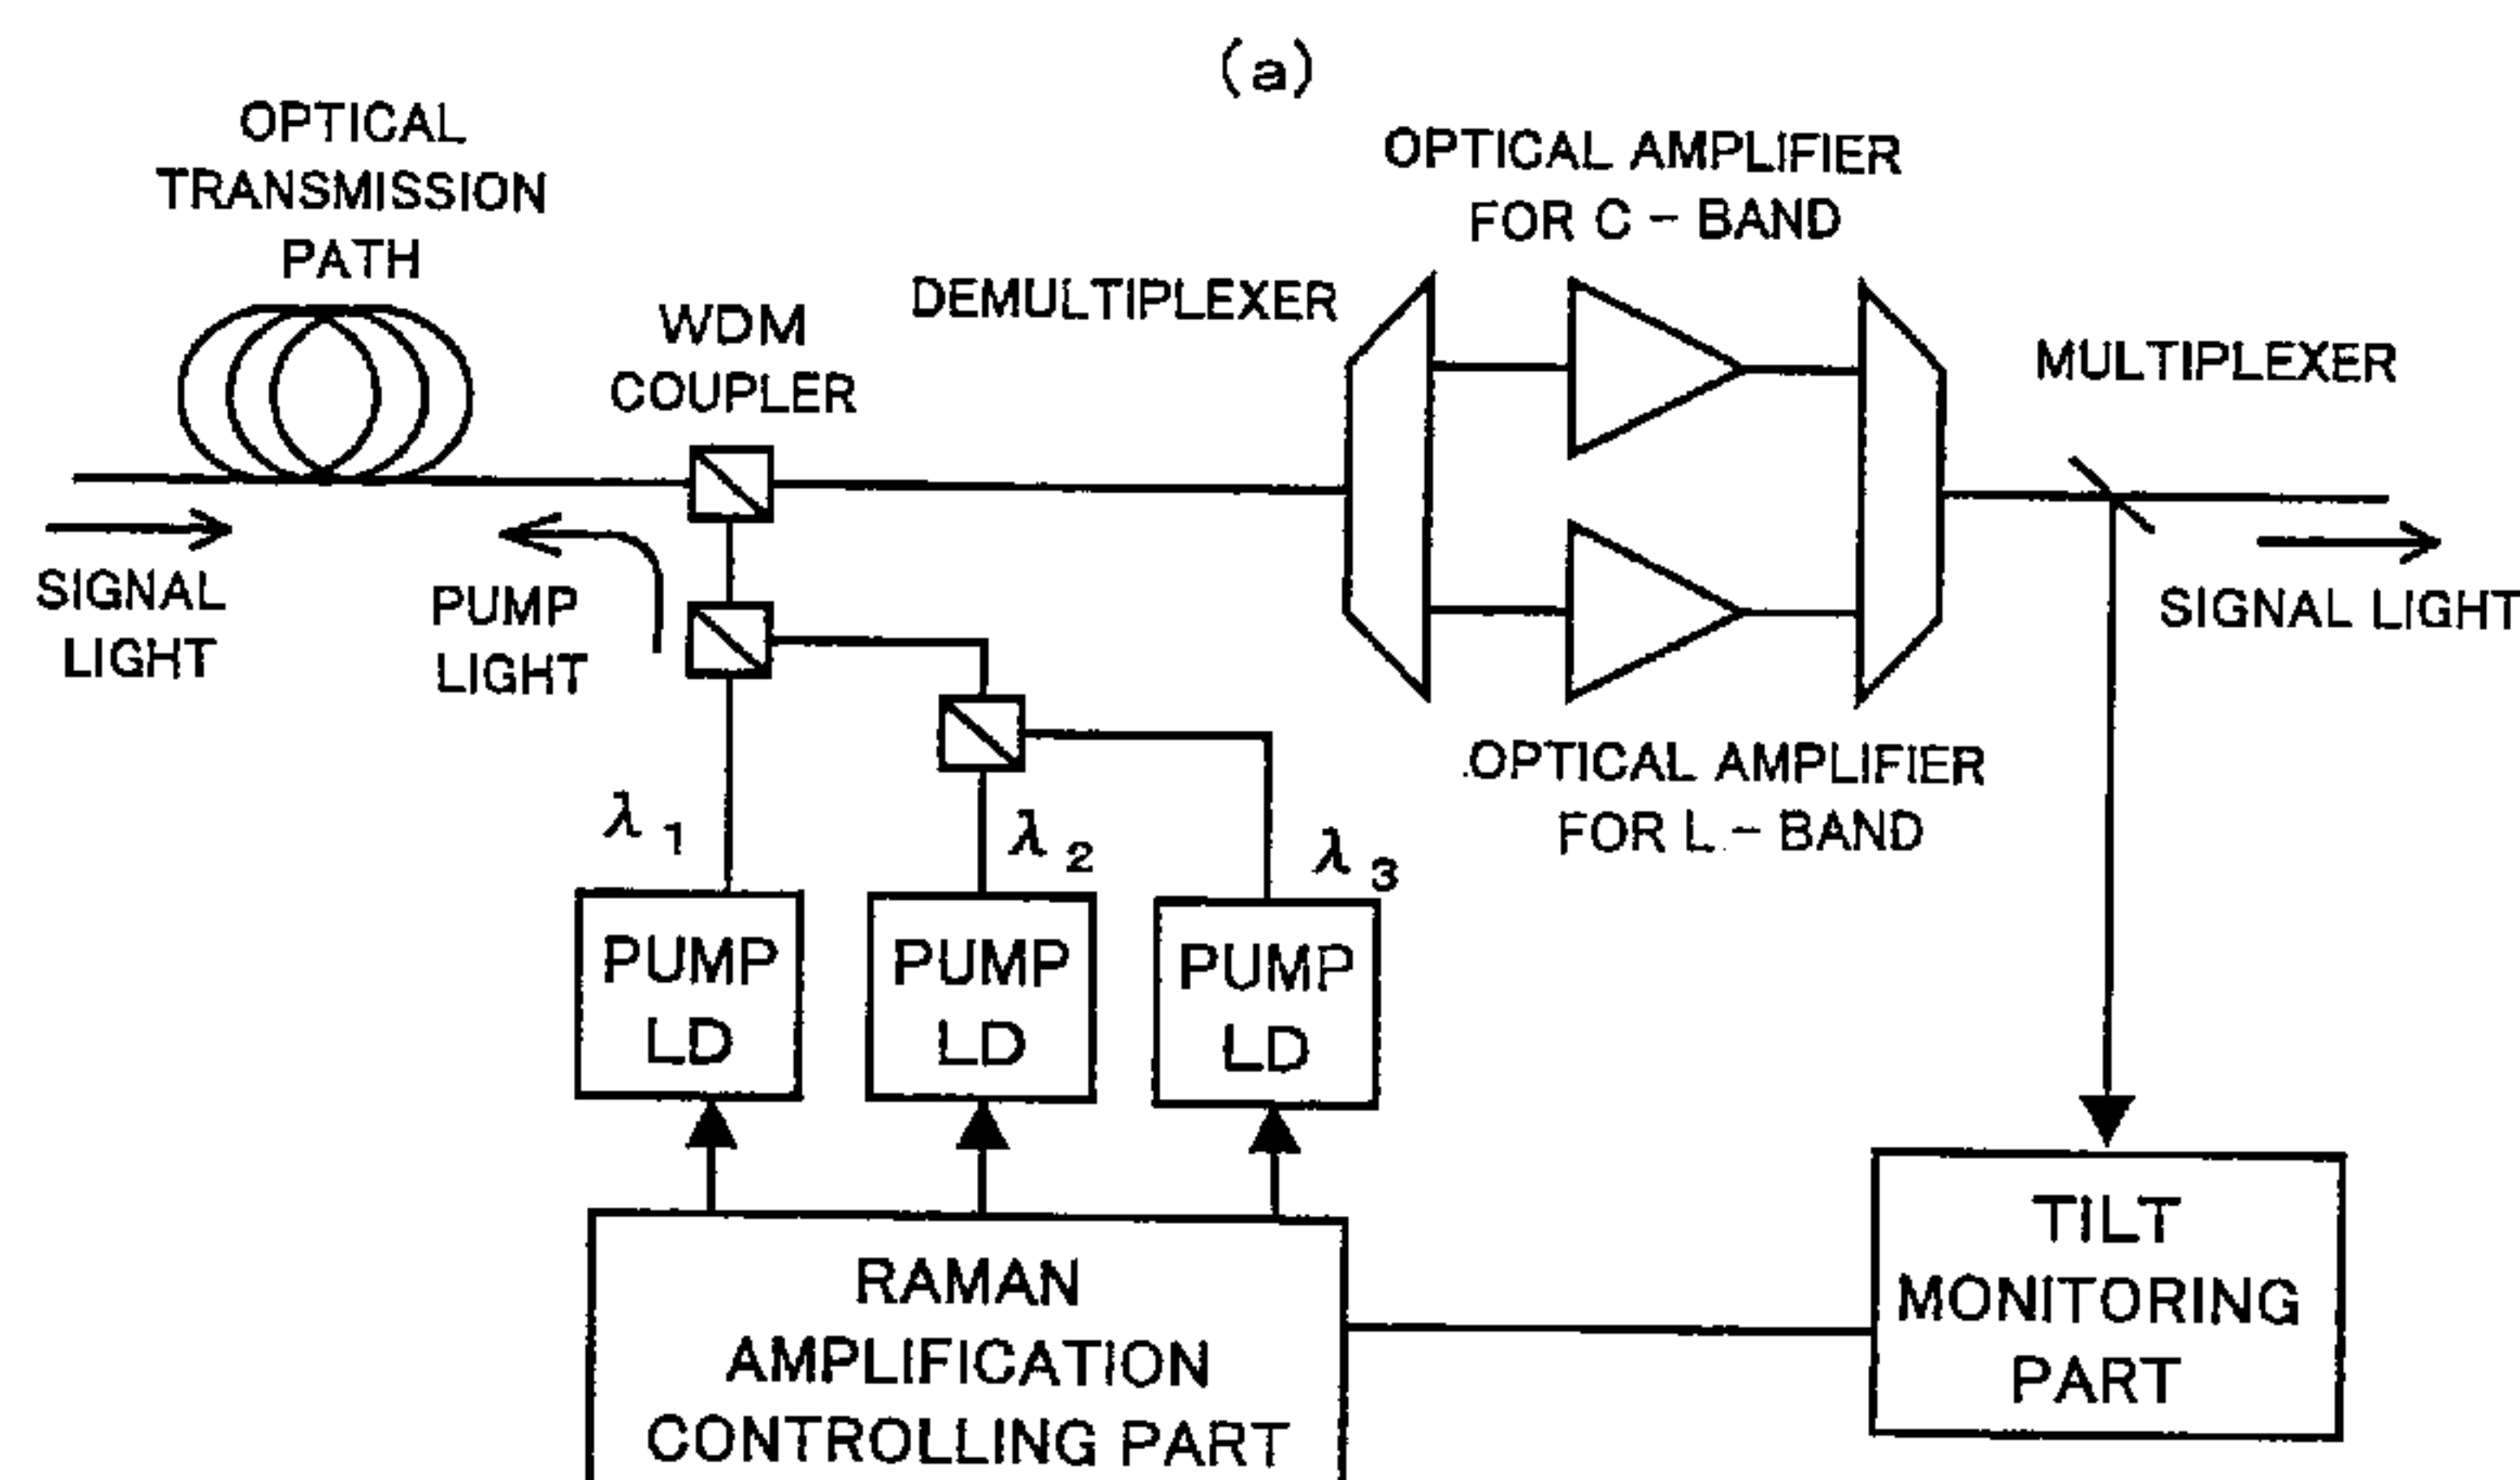 (a)
OPTICAL
TRANSMISSION
PATH
OPTICAL AMPLIFIER
FOR C - BAND
DEMULTIPLEXER
WDM
COUPLER
MULTIPLEXER
SIGNAL
LIGHT
PUMP
LIGHT
SIGNAL LIGHT
OPTICAL AMPLIFIER
FOR L - BAND
λ1
λ2
λ3
PUMP
LD
PUMP
LD
PUMP
LD
RAMAN
AMPLIFICATION
CONTROLLING PART
TILT
MONITORING
PART